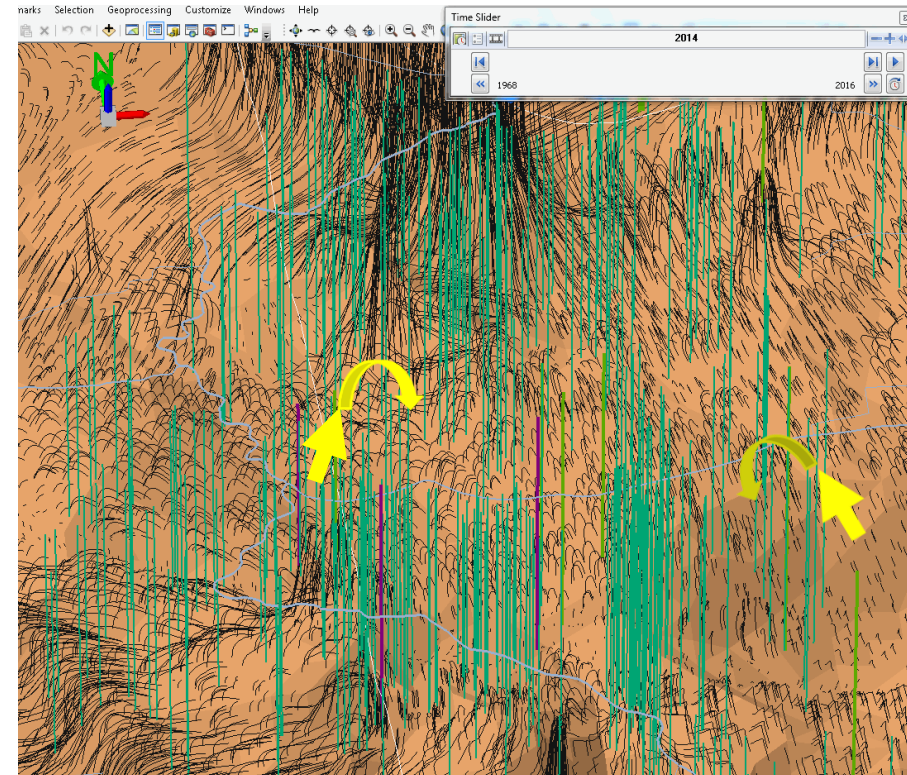 marks Selection Geoprocessing Customize Windows Help
Time Slider
2014
1968 2016
N